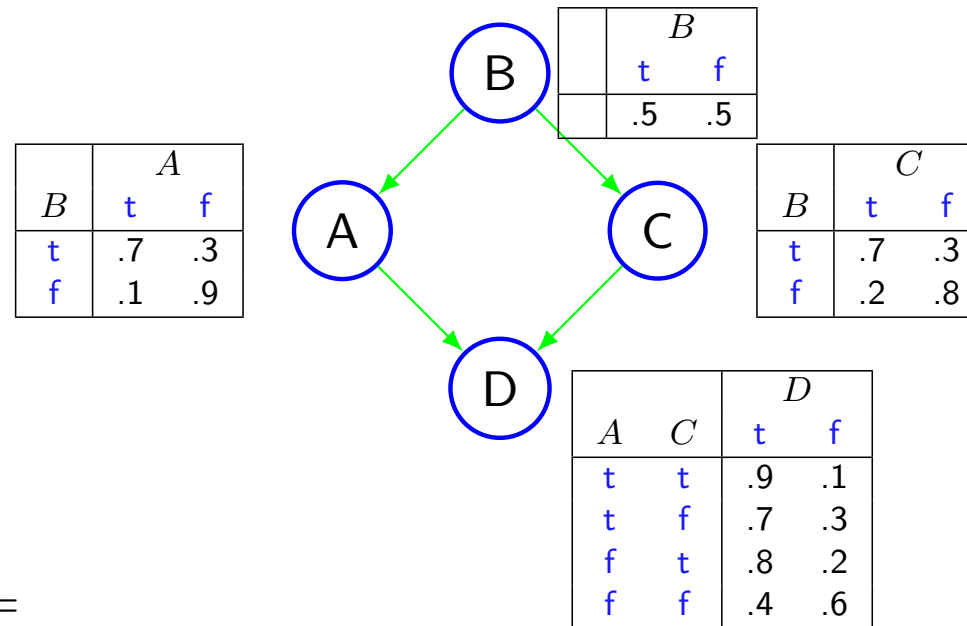 B
B
t f
.5 .5
A
B t f
t .7 .3
f .1 .9
A
C
C
B t f
t .7 .3
f .2 .8
D
D
A C t f
t t .9 .1
t f .7 .3
f t .8 .2
f f .4 .6
=